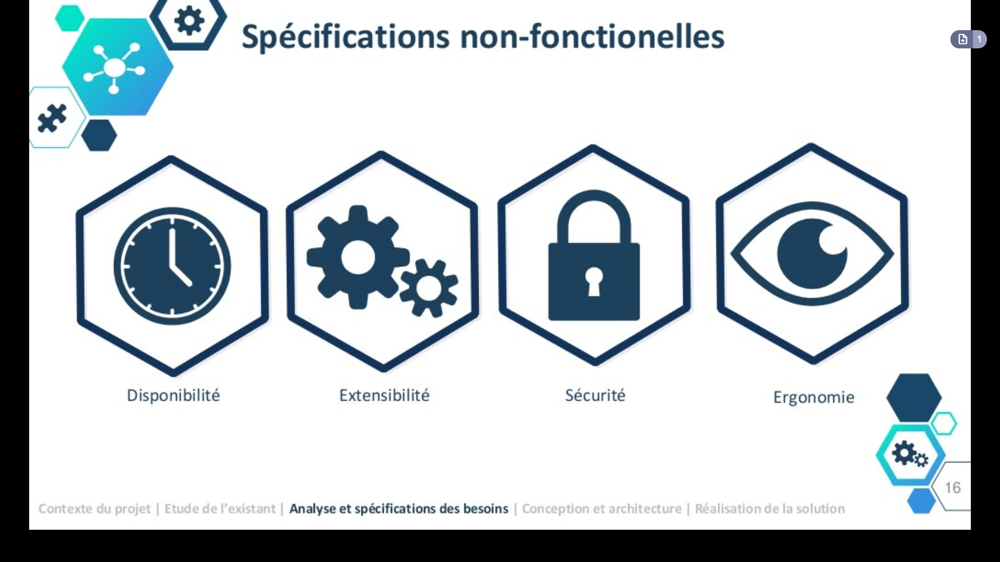 Spécifications non-fonctionelles
1
Disponibilité
Extensibilité
Sécurité
Ergonomie
16
Contexte du projet | Etude de l’existant | Analyse et spécifications des besoins | Conception et architecture | Réalisation de la solution